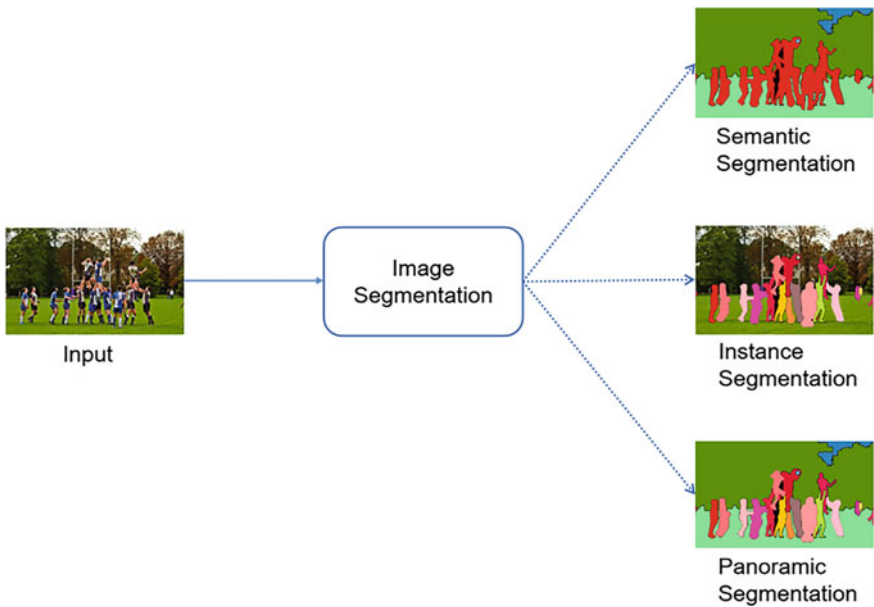 Input
Image
Segmentation
Semantic
Segmentation
Instance
Segmentation
Panoramic
Segmentation